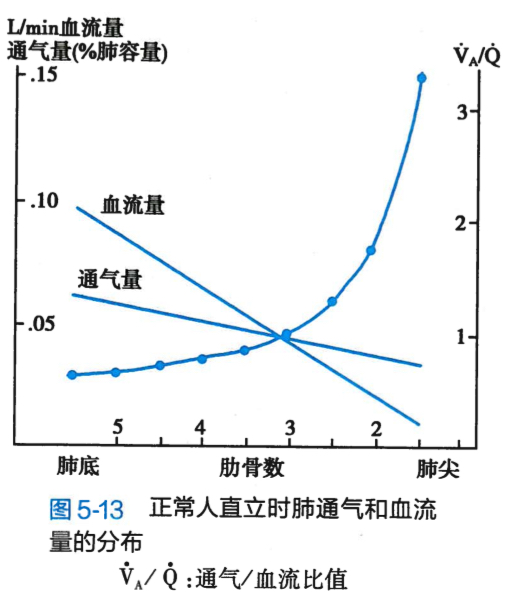 L/min血流量
通气量(%肺容量)
V̇A/Q̇
.15
3
.10
血流量
2
通气量
.05
1
5 4 3 2
肺底 肋骨数 肺尖
图5-13 正常人直立时肺通气和血流
量的分布
V̇A/Q̇:通气/血流比值